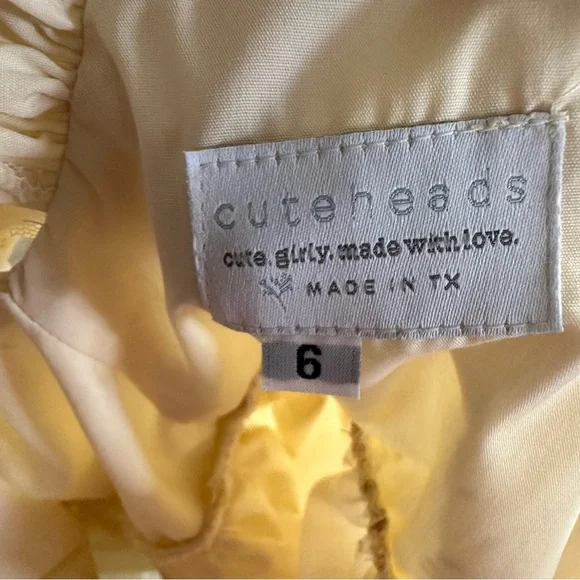 cuteheads
cute. girly. made with love.
MADE IN TX
6